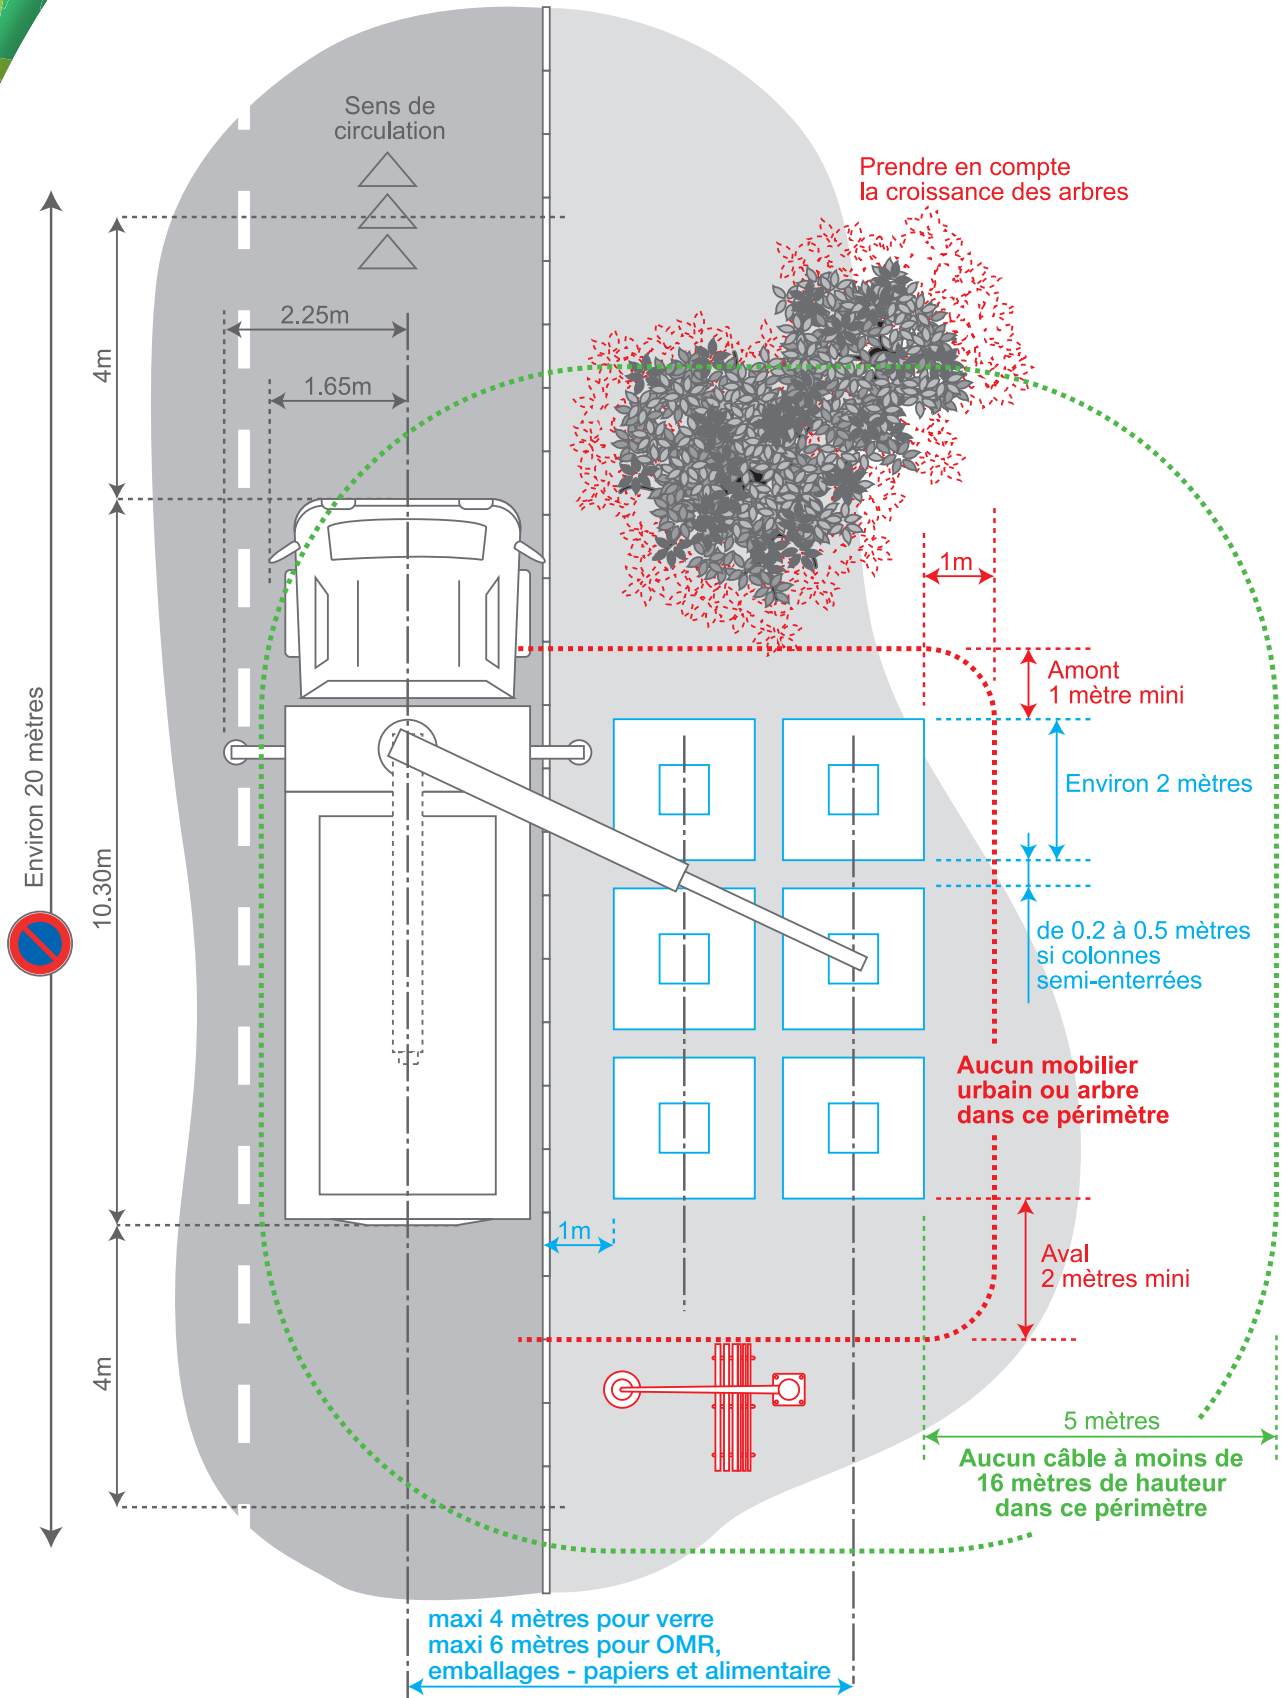 Sens de
circulation
Prendre en compte
la croissance des arbres
2.25m
4m
1.65m
1m
Amont
1 mètre mini
Environ 20 mètres
Environ 2 mètres
10.30m
de 0.2 à 0.5 mètres
si colonnes
semi-enterrées
Aucun mobilier
urbain ou arbre
dans ce périmètre
1m
Aval
2 mètres mini
4m
5 mètres
Aucun câble à moins de
16 mètres de hauteur
dans ce périmètre
maxi 4 mètres pour verre
maxi 6 mètres pour OMR,
emballages - papiers et alimentaire